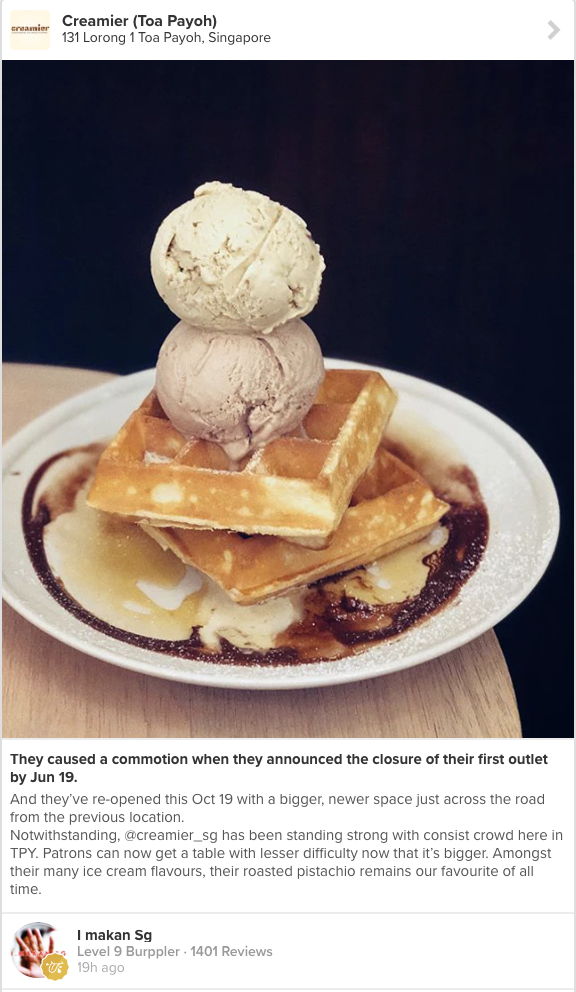 creamier
Creamier (Toa Payoh)
131 Lorong 1 Toa Payoh, Singapore
They caused a commotion when they announced the closure of their first outlet
by Jun 19.
And they've re-opened this Oct 19 with a bigger, newer space just across the road
from the previous location.
Notwithstanding, @creamier_sg has been standing strong with consist crowd here in
TPY. Patrons can now get a table with lesser difficulty now that it's bigger. Amongst
their many ice cream flavours, their roasted pistachio remains our favourite of all
time.
I makan Sg
Level 9 Burppler · 1401 Reviews
19h ago